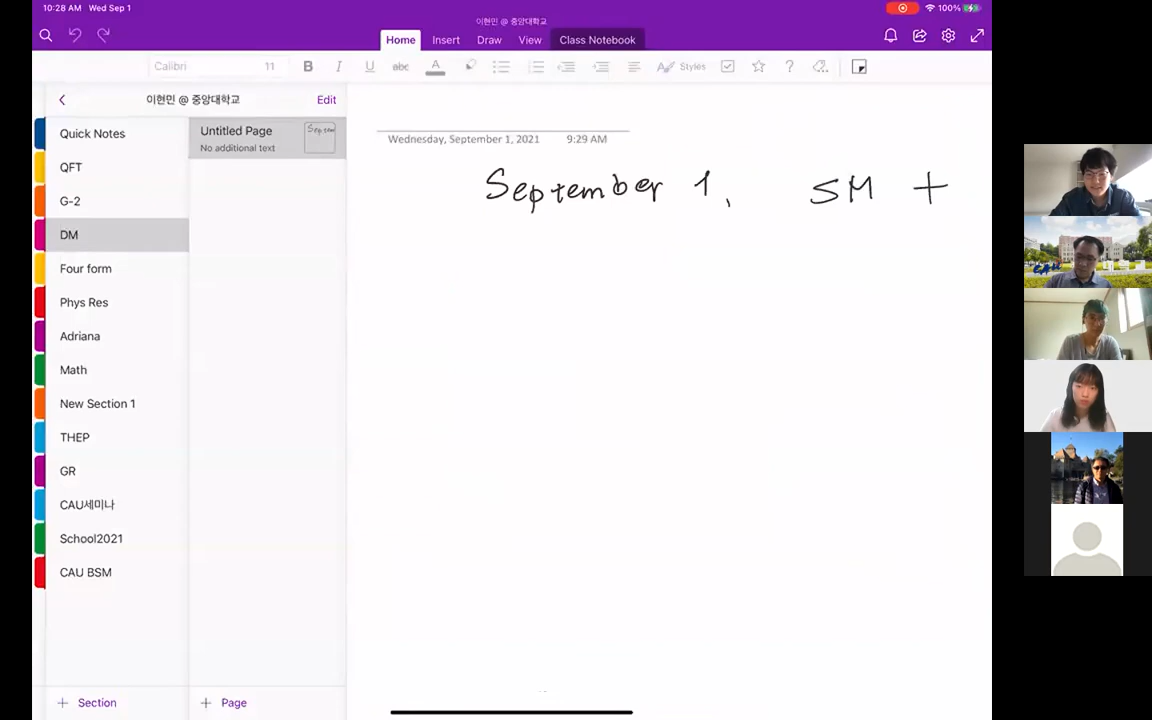 10:28 AM Wed Sep 1
100%
이현민 @ 중앙대학교
Home Insert Draw View Class Notebook
Calibri 11 B I U abc A Styles ?
이현민 @ 중앙대학교 Edit
Quick Notes
QFT
G-2
DM
Four form
Phys Res
Adriana
Math
New Section 1
THEP
GR
CAU세미나
School2021
CAU BSM
+ Section
Untitled Page
No additional text
+ Page
Wednesday, September 1, 2021 9:29 AM
September 1, SM +